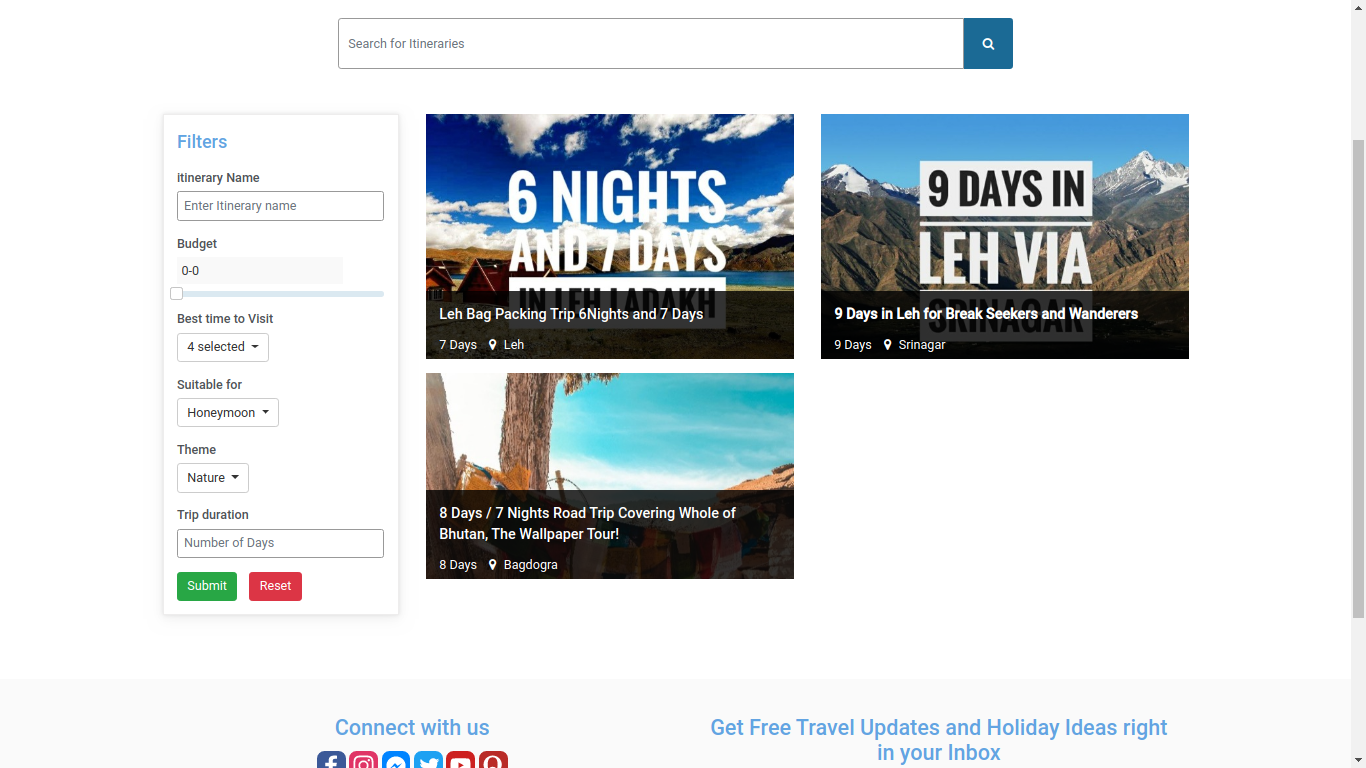 Search for Itineraries
Filters
itinerary Name
Enter Itinerary name
Budget
0-0
Best time to Visit
4 selected
Suitable for
Honeymoon
Theme
Nature
Trip duration
Number of Days
Submit
Reset
6 NIGHTS
AND 7 DAYS
IN LEH LADAKH
Leh Bag Packing Trip 6Nights and 7 Days
7 Days
Leh
9 DAYS IN
LEH VIA
SRINAGAR
9 Days in Leh for Break Seekers and Wanderers
9 Days
Srinagar
8 Days / 7 Nights Road Trip Covering Whole of
Bhutan, The Wallpaper Tour!
8 Days
Bagdogra
Connect with us
Get Free Travel Updates and Holiday Ideas right
in your Inbox